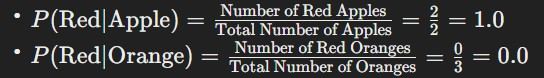 • P(Red|Apple) = Number of Red Apples / Total Number of Apples = 2/2 = 1.0
• P(Red|Orange) = Number of Red Oranges / Total Number of Oranges = 0/3 = 0.0